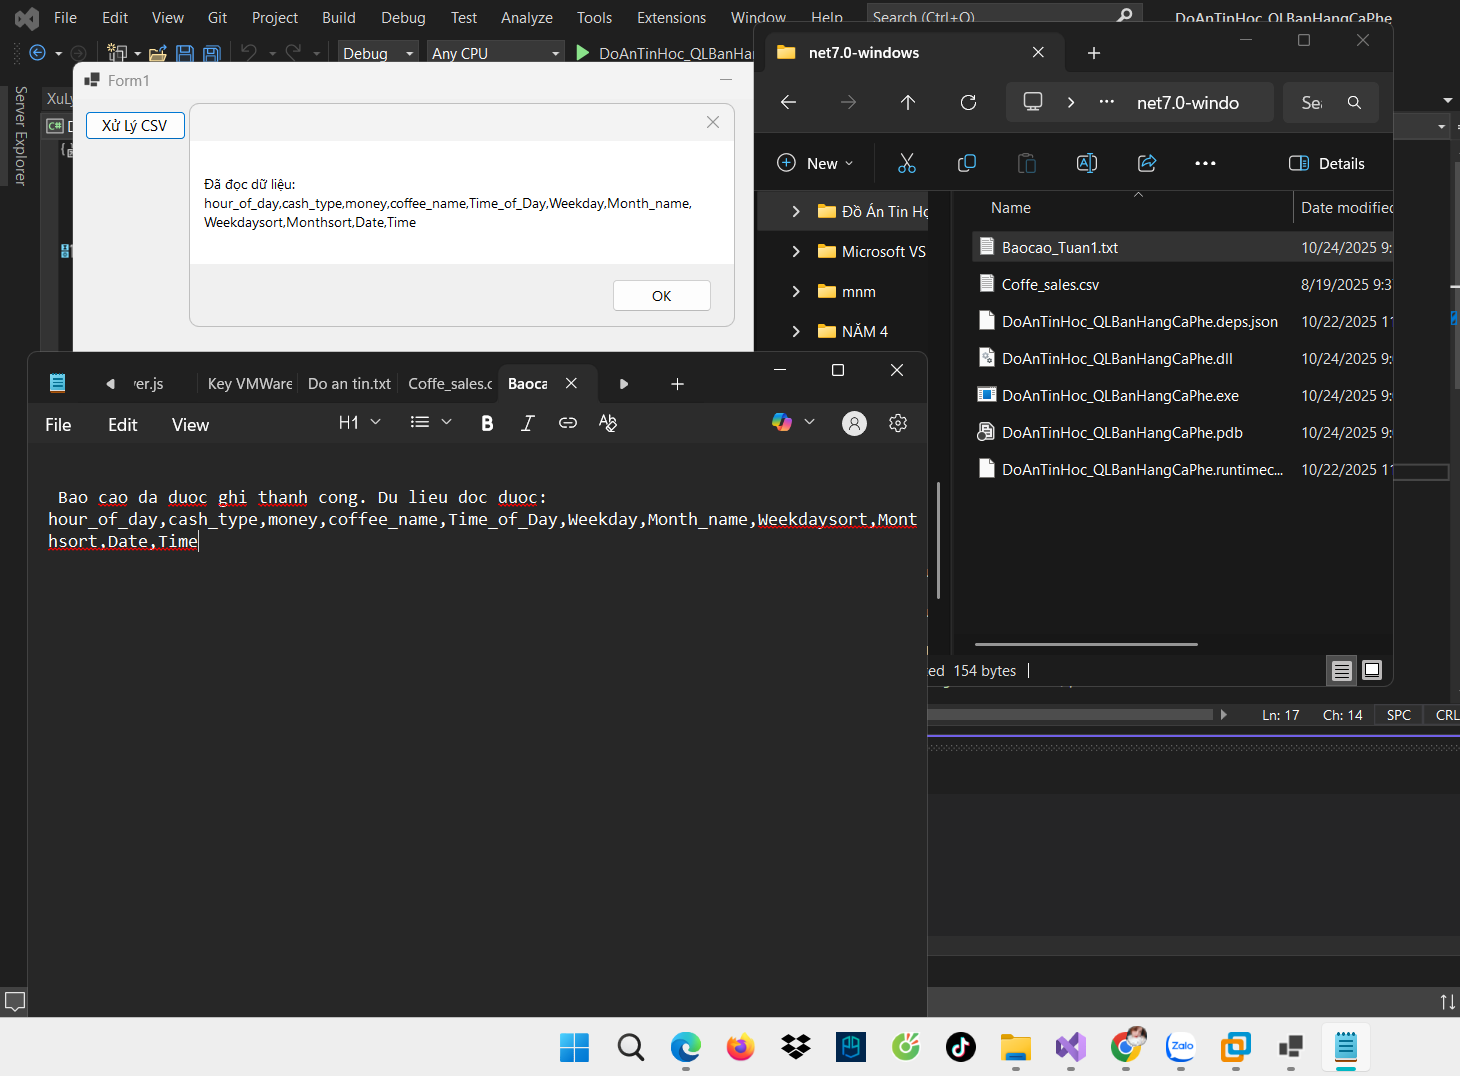 File Edit View Git Project Build Debug Test Analyze Tools Extensions Window Help Search (Ctrl+Q) DoAnTinHoc_QLBanHangCaPhe
Debug Any CPU DoAnTinHoc_QLBanHan
Server Explorer
XuLy
C# D
Form1
Xử Lý CSV
Đã đọc dữ liệu:
hour_of_day,cash_type,money,coffee_name,Time_of_Day,Weekday,Month_name,
Weekdaysort,Monthsort,Date,Time
OK
net7.0-windows
net7.0-windo
Se
New
Details
Đồ Án Tin Họ
Microsoft VS
mnm
NĂM 4
Name Date modified
Baocao_Tuan1.txt 10/24/2025 9:
Coffe_sales.csv 8/19/2025 9:3
DoAnTinHoc_QLBanHangCaPhe.deps.json 10/22/2025 11
DoAnTinHoc_QLBanHangCaPhe.dll 10/24/2025 9:
DoAnTinHoc_QLBanHangCaPhe.exe 10/24/2025 9:
DoAnTinHoc_QLBanHangCaPhe.pdb 10/24/2025 9:
DoAnTinHoc_QLBanHangCaPhe.runtimec... 10/22/2025 11
ed 154 bytes
ver.js Key VMWare Do an tin.txt Coffe_sales.c Baoca
File Edit View H1 B I
Bao cao da duoc ghi thanh cong. Du lieu doc duoc:
hour_of_day,cash_type,money,coffee_name,Time_of_Day,Weekday,Month_name,Weekdaysort,Mont
hsort,Date,Time
Ln: 17 Ch: 14 SPC CRL
Zalo